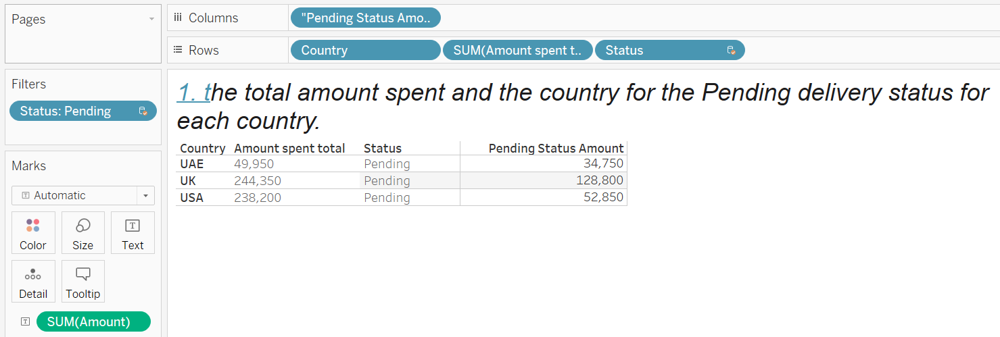 Pages
Columns
"Pending Status Amo..
Rows
Country
SUM(Amount spent t..
Status
Filters
Status: Pending
Marks
Automatic
Color
Size
T
Text
Detail
Tooltip
T
SUM(Amount)
1. the total amount spent and the country for the Pending delivery status for
each country.
Country Amount spent total Status Pending Status Amount
UAE 49,950 Pending 34,750
UK 244,350 Pending 128,800
USA 238,200 Pending 52,850